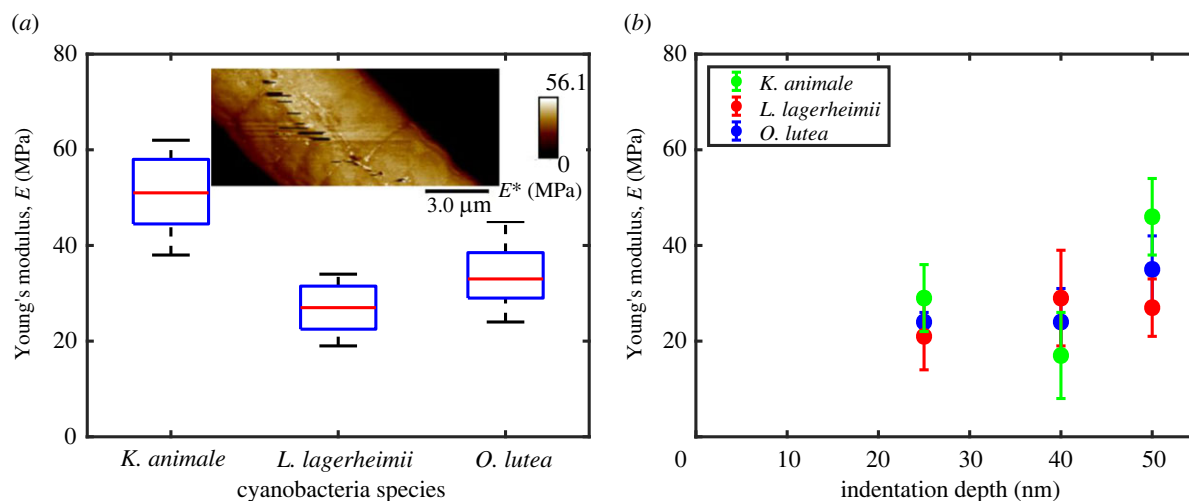 (a)
80
60
40
20
0
Young's modulus, E (MPa)
56.1
0
E* (MPa)
3.0 μm
K. animale
L. lagerheimii
O. lutea
cyanobacteria species
(b)
80
60
40
20
0
Young's modulus, E (MPa)
K. animale
L. lagerheimii
O. lutea
0 10 20 30 40 50
indentation depth (nm)